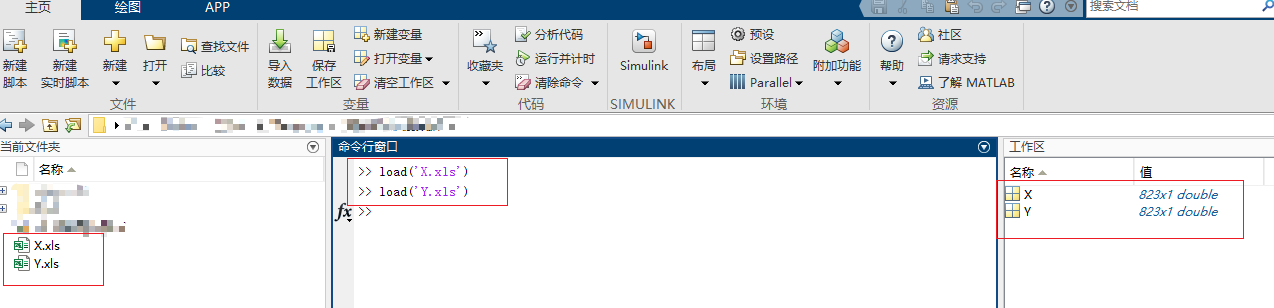 主页 绘图 APP
搜索文档
新建脚本
新建实时脚本
新建
打开
查找文件
比较
文件
导入数据
保存工作区
新建变量
打开变量
清空工作区
变量
收藏夹
分析代码
运行并计时
清除命令
代码
Simulink
SIMULINK
布局
预设
设置路径
Parallel
附加功能
环境
帮助
社区
请求支持
了解 MATLAB
资源
当前文件夹
名称
X.xls
Y.xls
命令行窗口
>> load('X.xls')
>> load('Y.xls')
fx >>
工作区
名称 值
X 823x1 double
Y 823x1 double